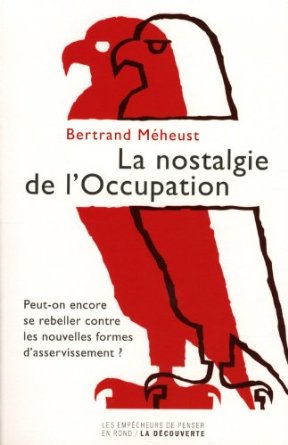 Bertrand Méheust
La nostalgie
de l'Occupation
Peut-on encore
se rebeller contre
les nouvelles formes
d'asservissement ?
LES EMPÊCHEURS DE PENSER
EN ROND / LA DÉCOUVERTE